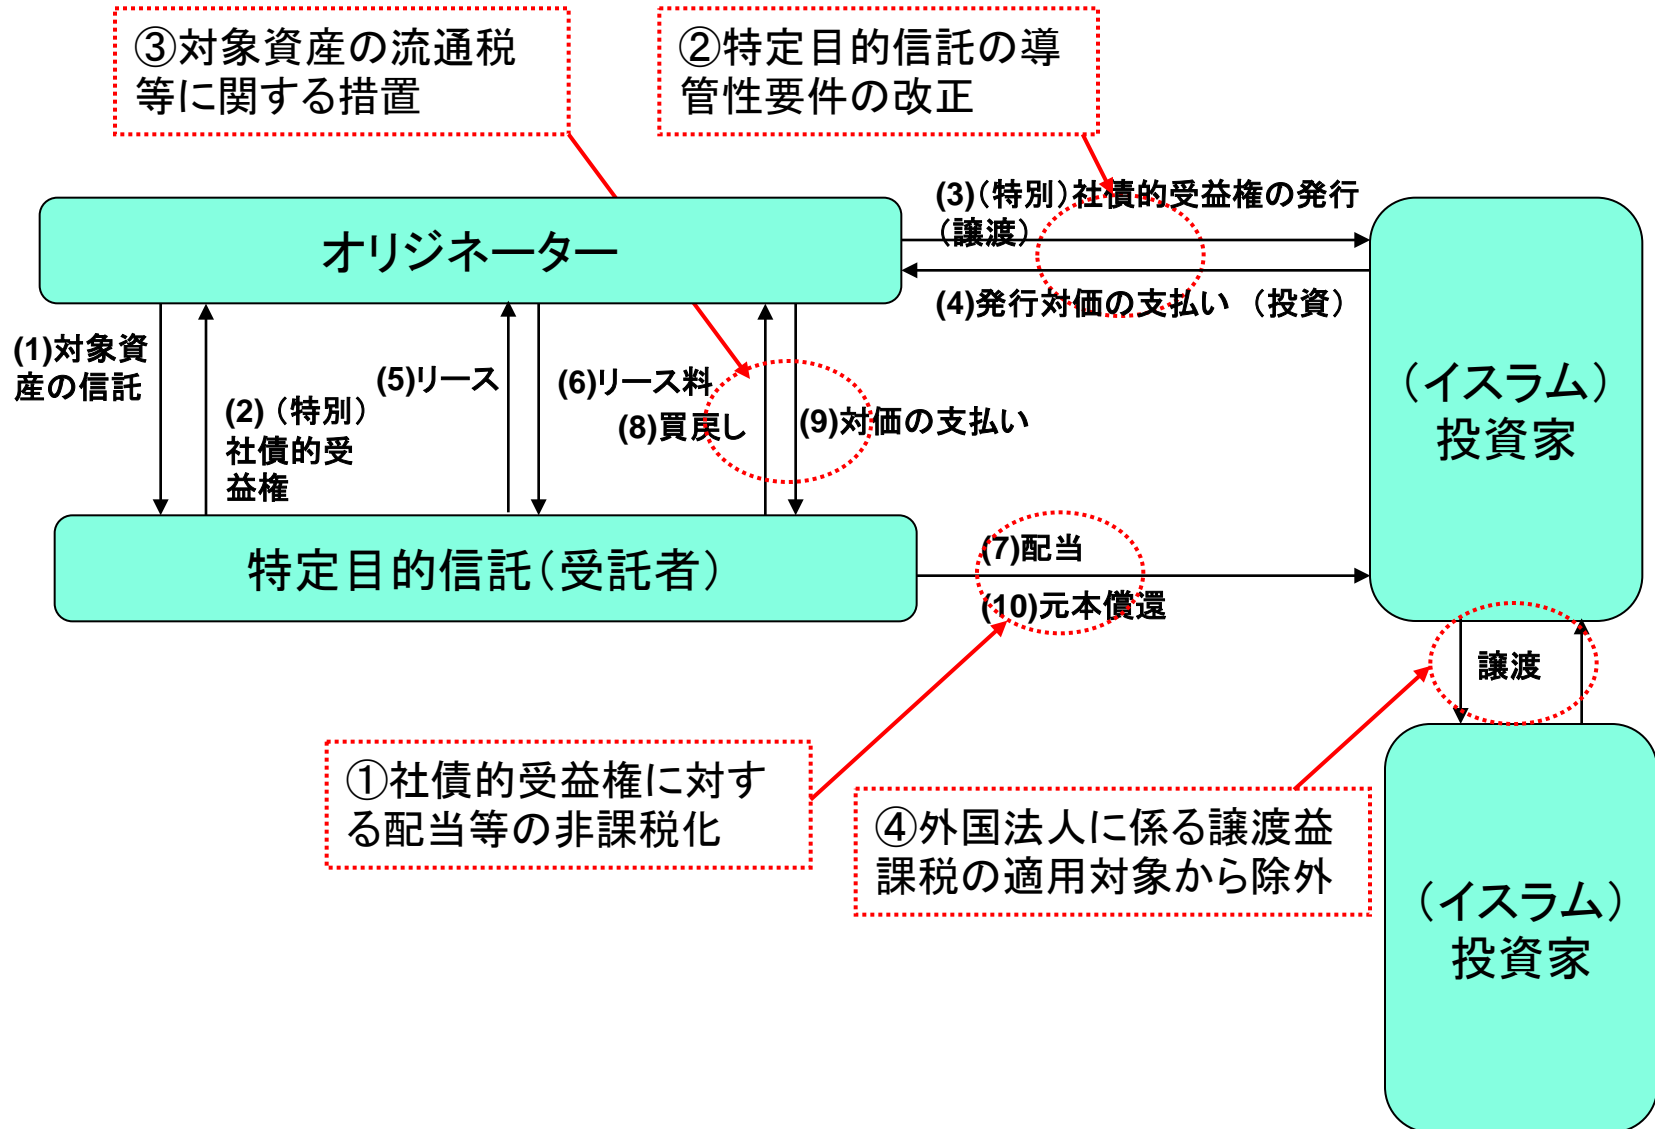 ③対象資産の流通税
等に関する措置
②特定目的信託の導
管性要件の改正
オリジネーター
(3)（特別）社債的受益権の発行
（譲渡）
(4)発行対価の支払い （投資）
（イスラム）
投資家
(1)対象資
産の信託
(2)（特別）
社債的受
益権
(5)リース
(6)リース料
(8)買戻し
(9)対価の支払い
特定目的信託（受託者）
(7)配当
(10)元本償還
譲渡
①社債的受益権に対す
る配当等の非課税化
④外国法人に係る譲渡益
課税の適用対象から除外
（イスラム）
投資家